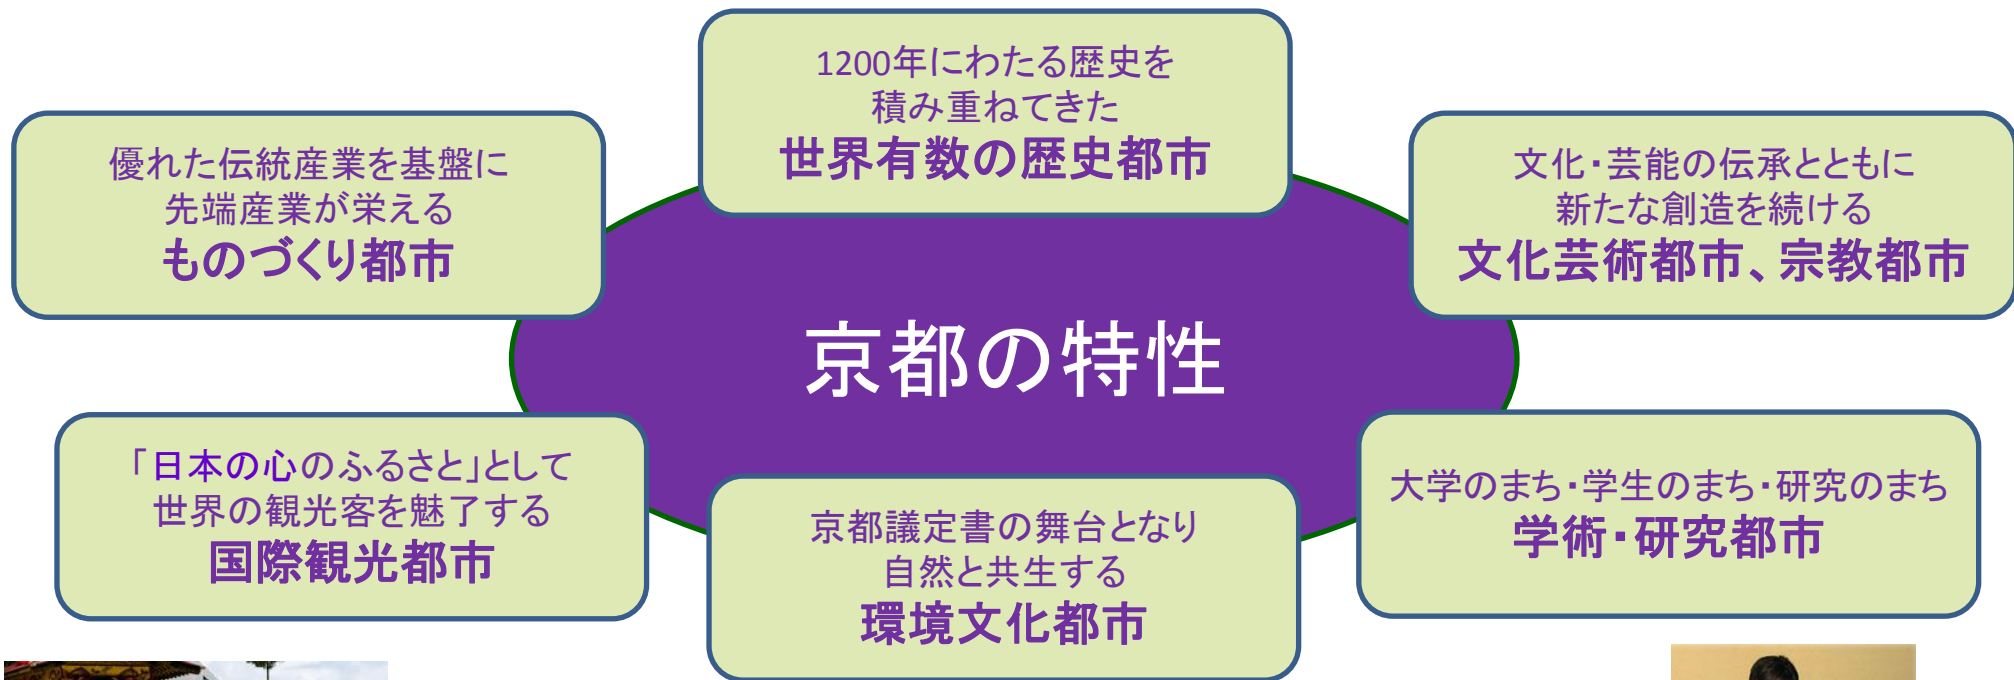 1200年にわたる歴史を
積み重ねてきた
世界有数の歴史都市
優れた伝統産業を基盤に
先端産業が栄える
ものづくり都市
文化・芸能の伝承とともに
新たな創造を続ける
文化芸術都市、宗教都市
京都の特性
「日本の心のふるさと」として
世界の観光客を魅了する
国際観光都市
京都議定書の舞台となり
自然と共生する
環境文化都市
大学のまち・学生のまち・研究のまち
学術・研究都市